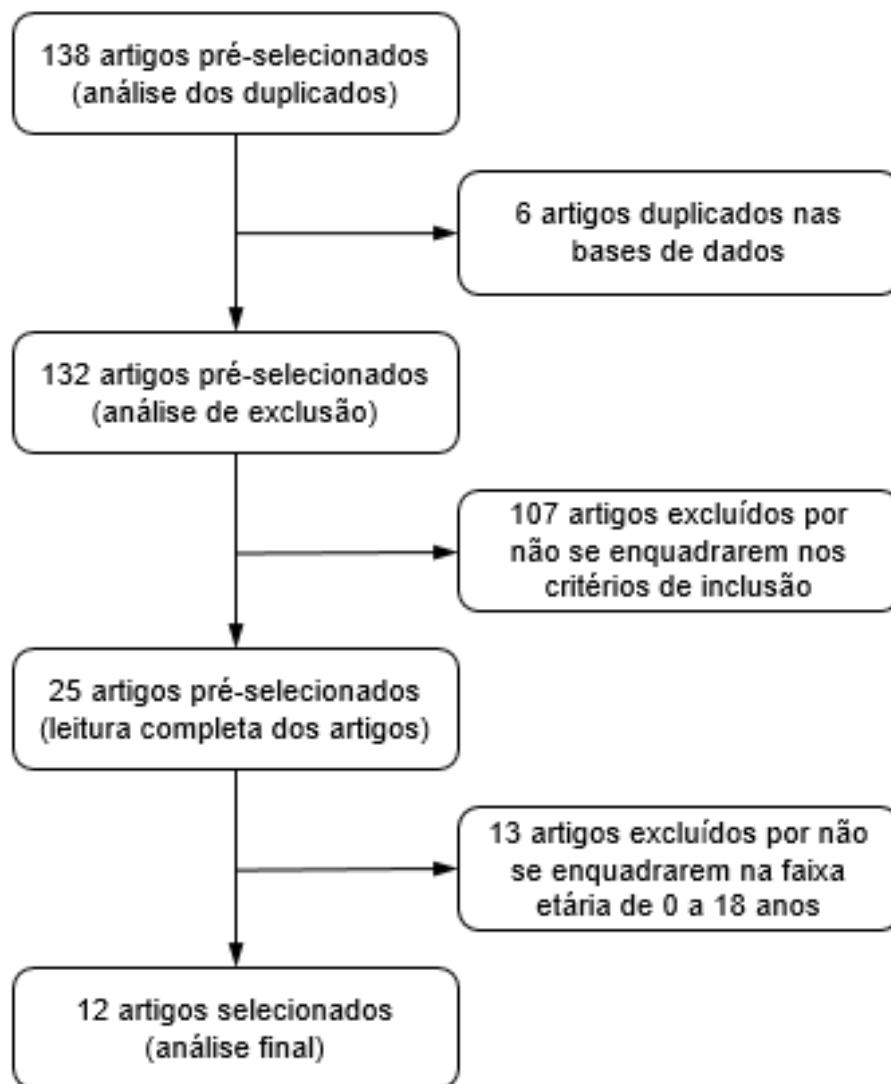 138 artigos pré-selecionados
(análise dos duplicados)
6 artigos duplicados nas
bases de dados
132 artigos pré-selecionados
(análise de exclusão)
107 artigos excluídos por
não se enquadrarem nos
critérios de inclusão
25 artigos pré-selecionados
(leitura completa dos artigos)
13 artigos excluídos por não
se enquadrarem na faixa
etária de 0 a 18 anos
12 artigos selecionados
(análise final)